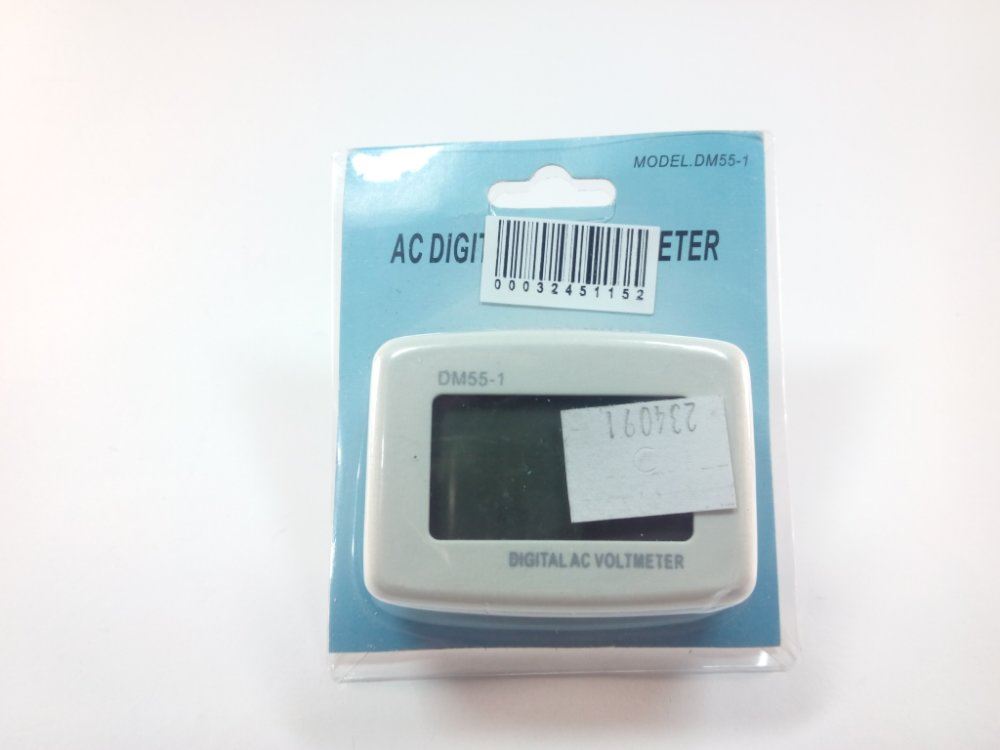 MODEL.DM55-1
AC DIGIT ETER
00032451152
DM55-1
234091
DIGITAL AC VOLTMETER